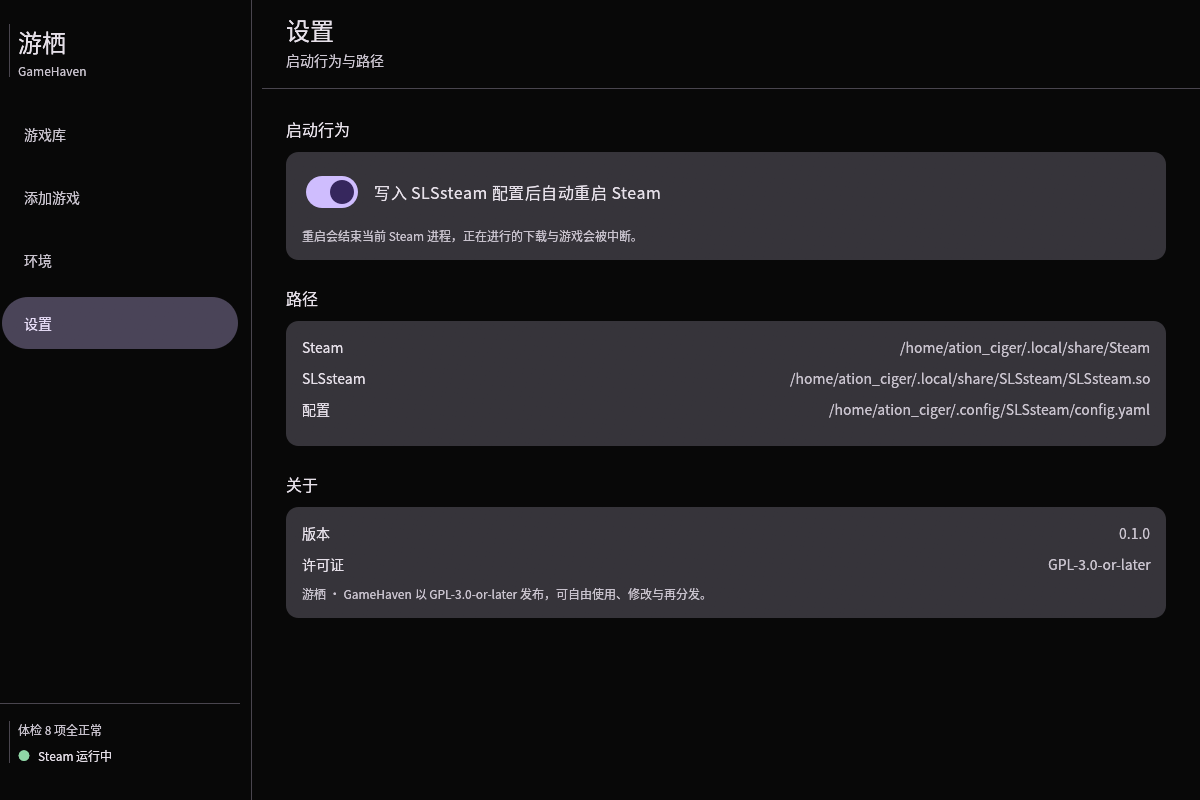 游栖
GameHaven
游戏库
添加游戏
环境
设置
体检 8 项全正常
Steam 运行中
设置
启动行为与路径
启动行为
写入 SLSsteam 配置后自动重启 Steam
重启会结束当前 Steam 进程，正在进行的下载与游戏会被中断。
路径
Steam /home/ation_ciger/.local/share/Steam
SLSsteam /home/ation_ciger/.local/share/SLSsteam/SLSsteam.so
配置 /home/ation_ciger/.config/SLSsteam/config.yaml
关于
版本 0.1.0
许可证 GPL-3.0-or-later
游栖 · GameHaven 以 GPL-3.0-or-later 发布，可自由使用、修改与再分发。